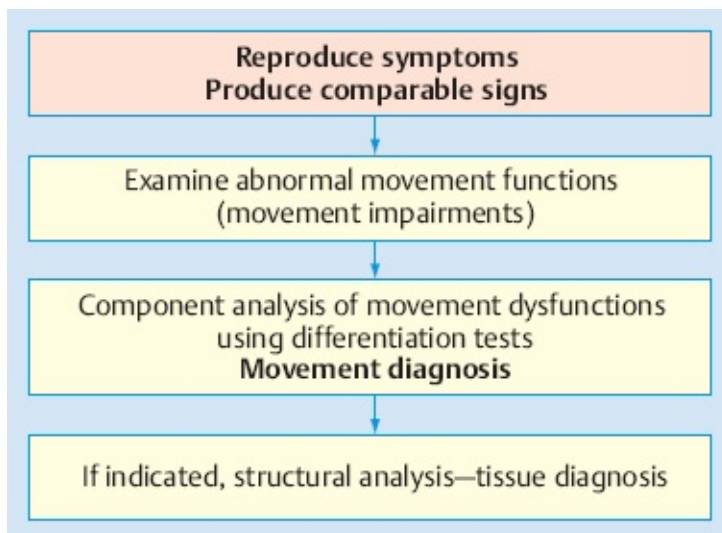 Reproduce symptoms
Produce comparable signs
Examine abnormal movement functions
(movement impairments)
Component analysis of movement dysfunctions
using differentiation tests
Movement diagnosis
If indicated, structural analysis—tissue diagnosis